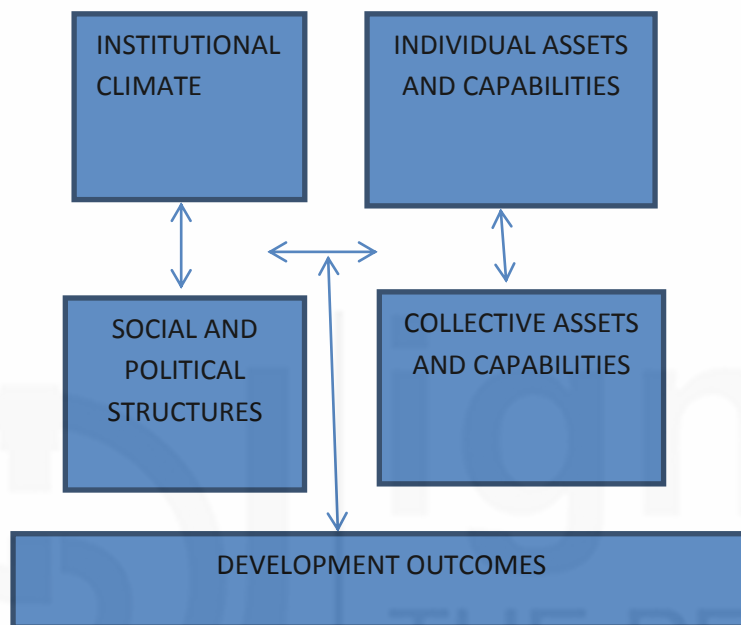 INSTITUTIONAL
CLIMATE
INDIVIDUAL ASSETS
AND CAPABILITIES
SOCIAL AND
POLITICAL
STRUCTURES
COLLECTIVE ASSETS
AND CAPABILITIES
DEVELOPMENT OUTCOMES